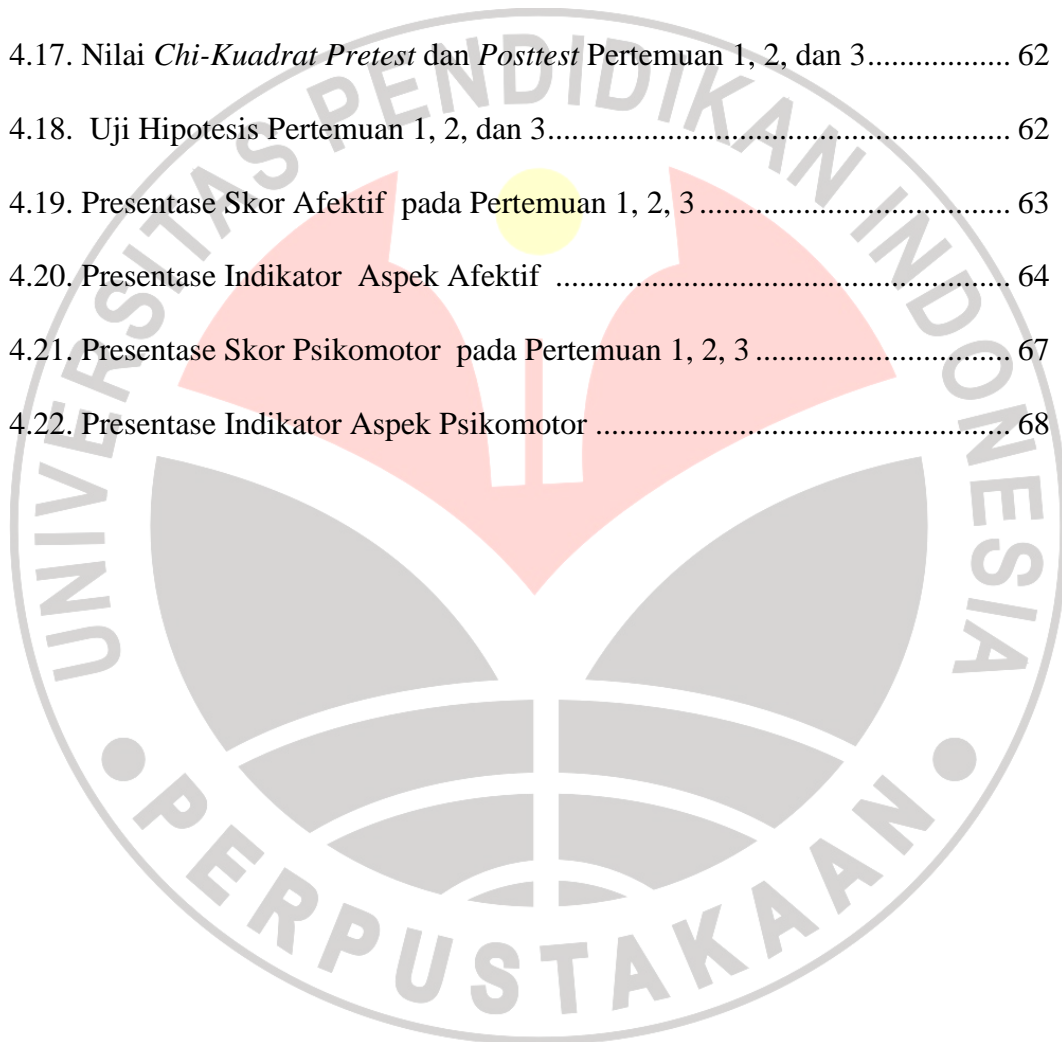 4.17. Nilai Chi-Kuadrat Pretest dan Posttest Pertemuan 1, 2, dan 3................. 62
4.18.  Uji Hipotesis Pertemuan 1, 2, dan 3..................................................... 62
4.19. Presentase Skor Afektif  pada Pertemuan 1, 2, 3 .................................... 63
4.20. Presentase Indikator  Aspek Afektif  .................................................... 64
4.21. Presentase Skor Psikomotor  pada Pertemuan 1, 2, 3 ............................. 67
4.22. Presentase Indikator Aspek Psikomotor ............................................... 68
UNIVERSITAS PENDIDIKAN INDONESIA
PERPUSTAKAAN